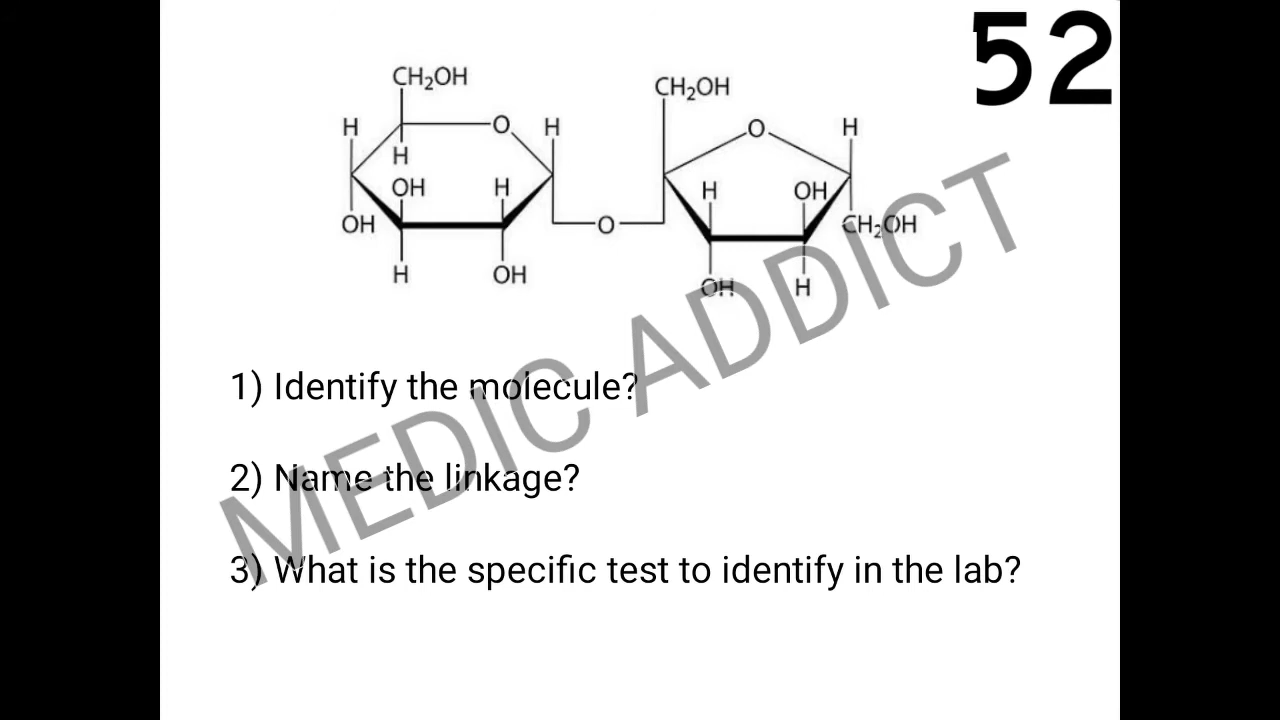 52
CH₂OH
CH₂OH
H O H O H
H
OH H H OH
OH O CH₂OH
H OH OH H
1) Identify the molecule?
2) Name the linkage?
3) What is the specific test to identify in the lab?
MEDIC ADDICT